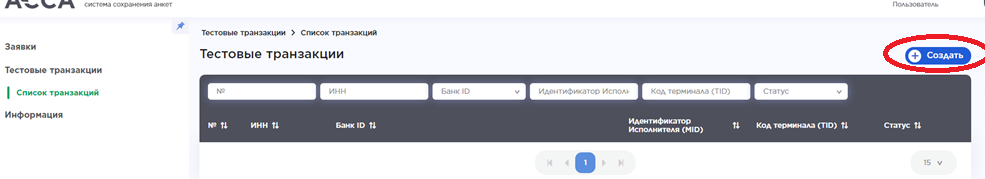 АССА
система сохранения анкет
Пользователь
Заявки
Тестовые транзакции
Список транзакций
Информация
Тестовые транзакции > Список транзакций
Тестовые транзакции
Создать
№
ИНН
Банк ID
Идентификатор Исполн
Код терминала (TID)
Статус
№
ИНН
Банк ID
Идентификатор
Исполнителя (MID)
Код терминала (TID)
Статус
1
15